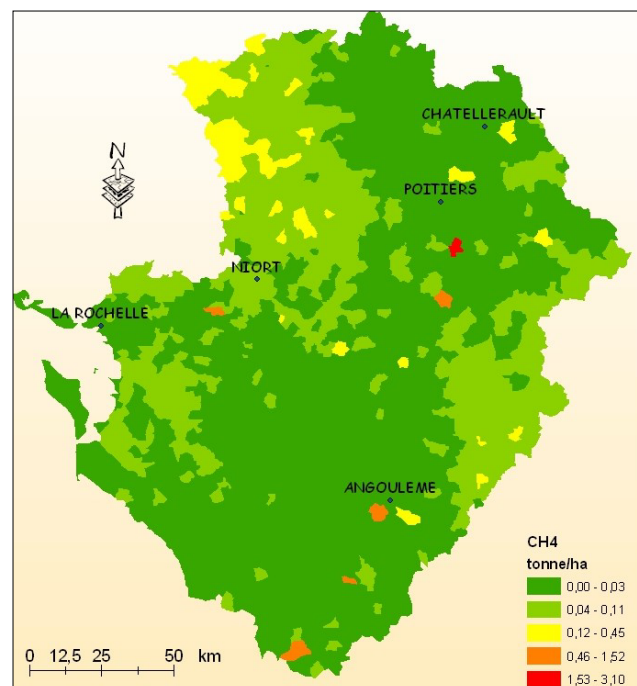 CHATELLERAULT
N
POITIERS
NIORT
LA ROCHELLE
ANGOULEME
CH4
tonne/ha
0,00 - 0,03
0,04 - 0,11
0,12 - 0,45
0,46 - 1,52
1,53 - 3,10
0 12,5 25 50 km